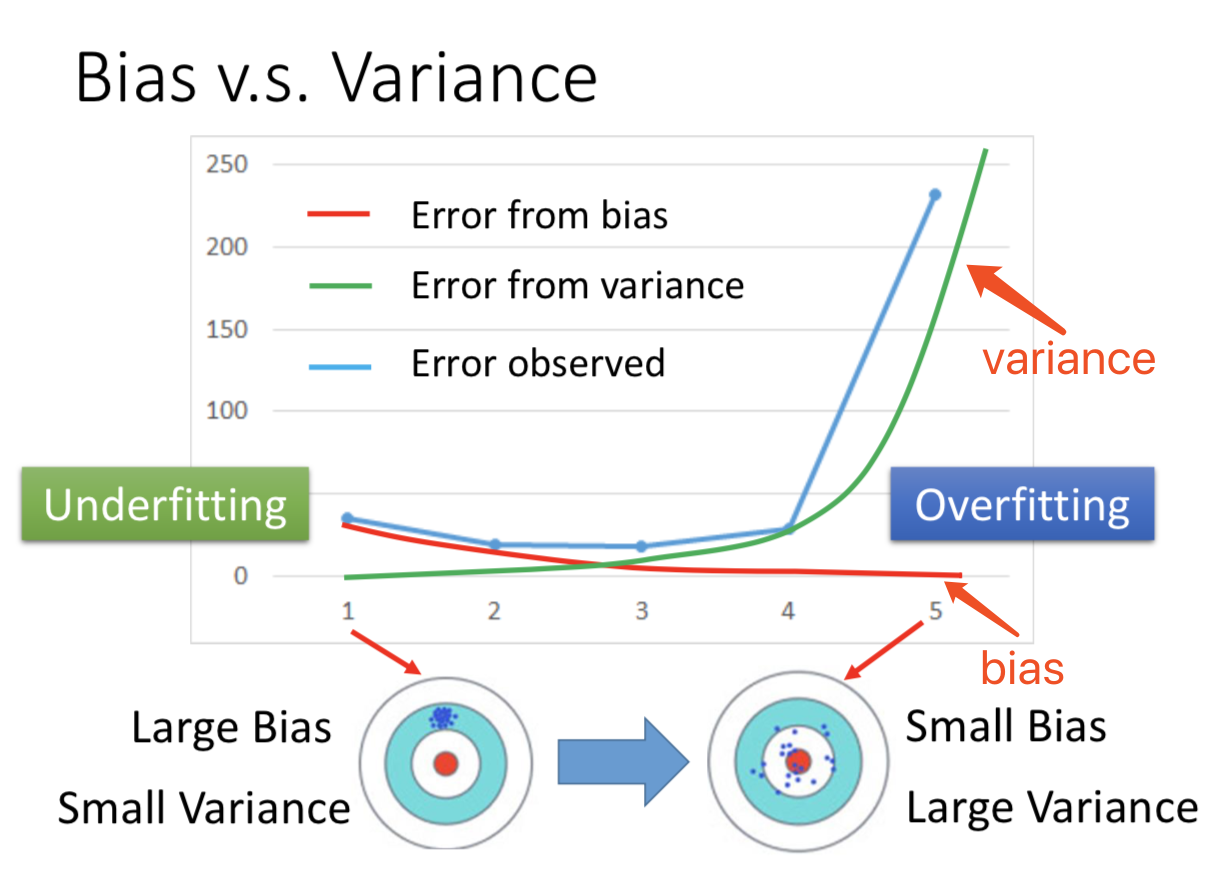 Bias v.s. Variance
250
Error from bias
200
Error from variance
150
variance
Error observed
100
Underfitting
Overfitting
0
1 2 3 4 5
bias
Large Bias
Small Variance
Small Bias
Large Variance